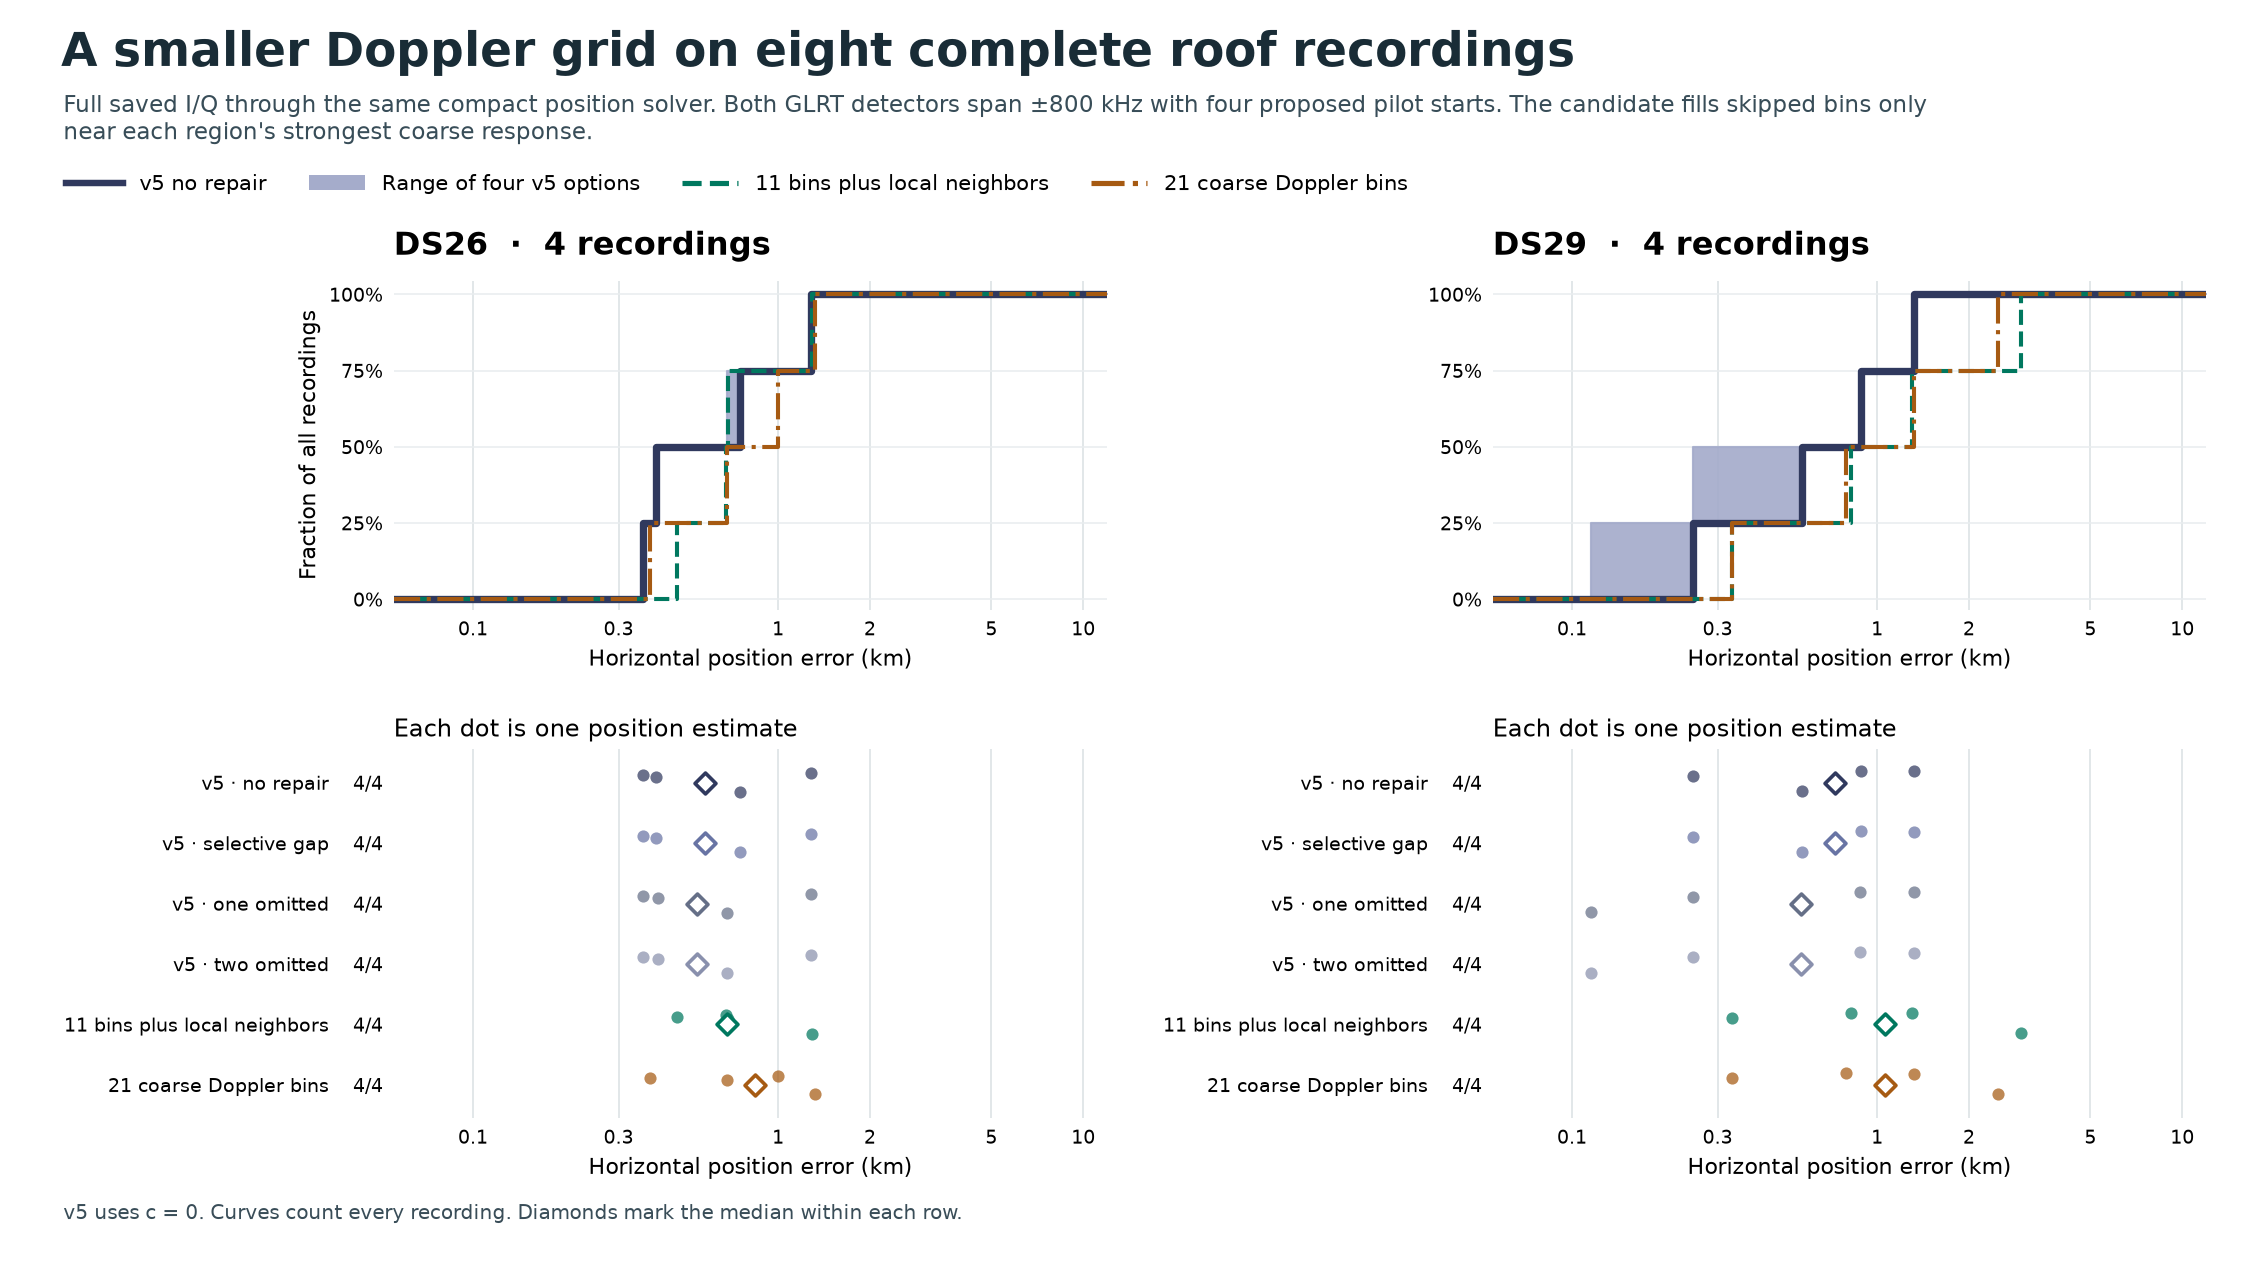 A smaller Doppler grid on eight complete roof recordings
Full saved I/Q through the same compact position solver. Both GLRT detectors span ±800 kHz with four proposed pilot starts. The candidate fills skipped bins only
near each region's strongest coarse response.
v5 no repair
Range of four v5 options
11 bins plus local neighbors
21 coarse Doppler bins
DS26 · 4 recordings
Fraction of all recordings
100%
75%
50%
25%
0%
0.1 0.3 1 2 5 10
Horizontal position error (km)
DS29 · 4 recordings
100%
75%
50%
25%
0%
0.1 0.3 1 2 5 10
Horizontal position error (km)
Each dot is one position estimate
v5 · no repair 4/4
v5 · selective gap 4/4
v5 · one omitted 4/4
v5 · two omitted 4/4
11 bins plus local neighbors 4/4
21 coarse Doppler bins 4/4
0.1 0.3 1 2 5 10
Horizontal position error (km)
Each dot is one position estimate
v5 · no repair 4/4
v5 · selective gap 4/4
v5 · one omitted 4/4
v5 · two omitted 4/4
11 bins plus local neighbors 4/4
21 coarse Doppler bins 4/4
0.1 0.3 1 2 5 10
Horizontal position error (km)
v5 uses c = 0. Curves count every recording. Diamonds mark the median within each row.